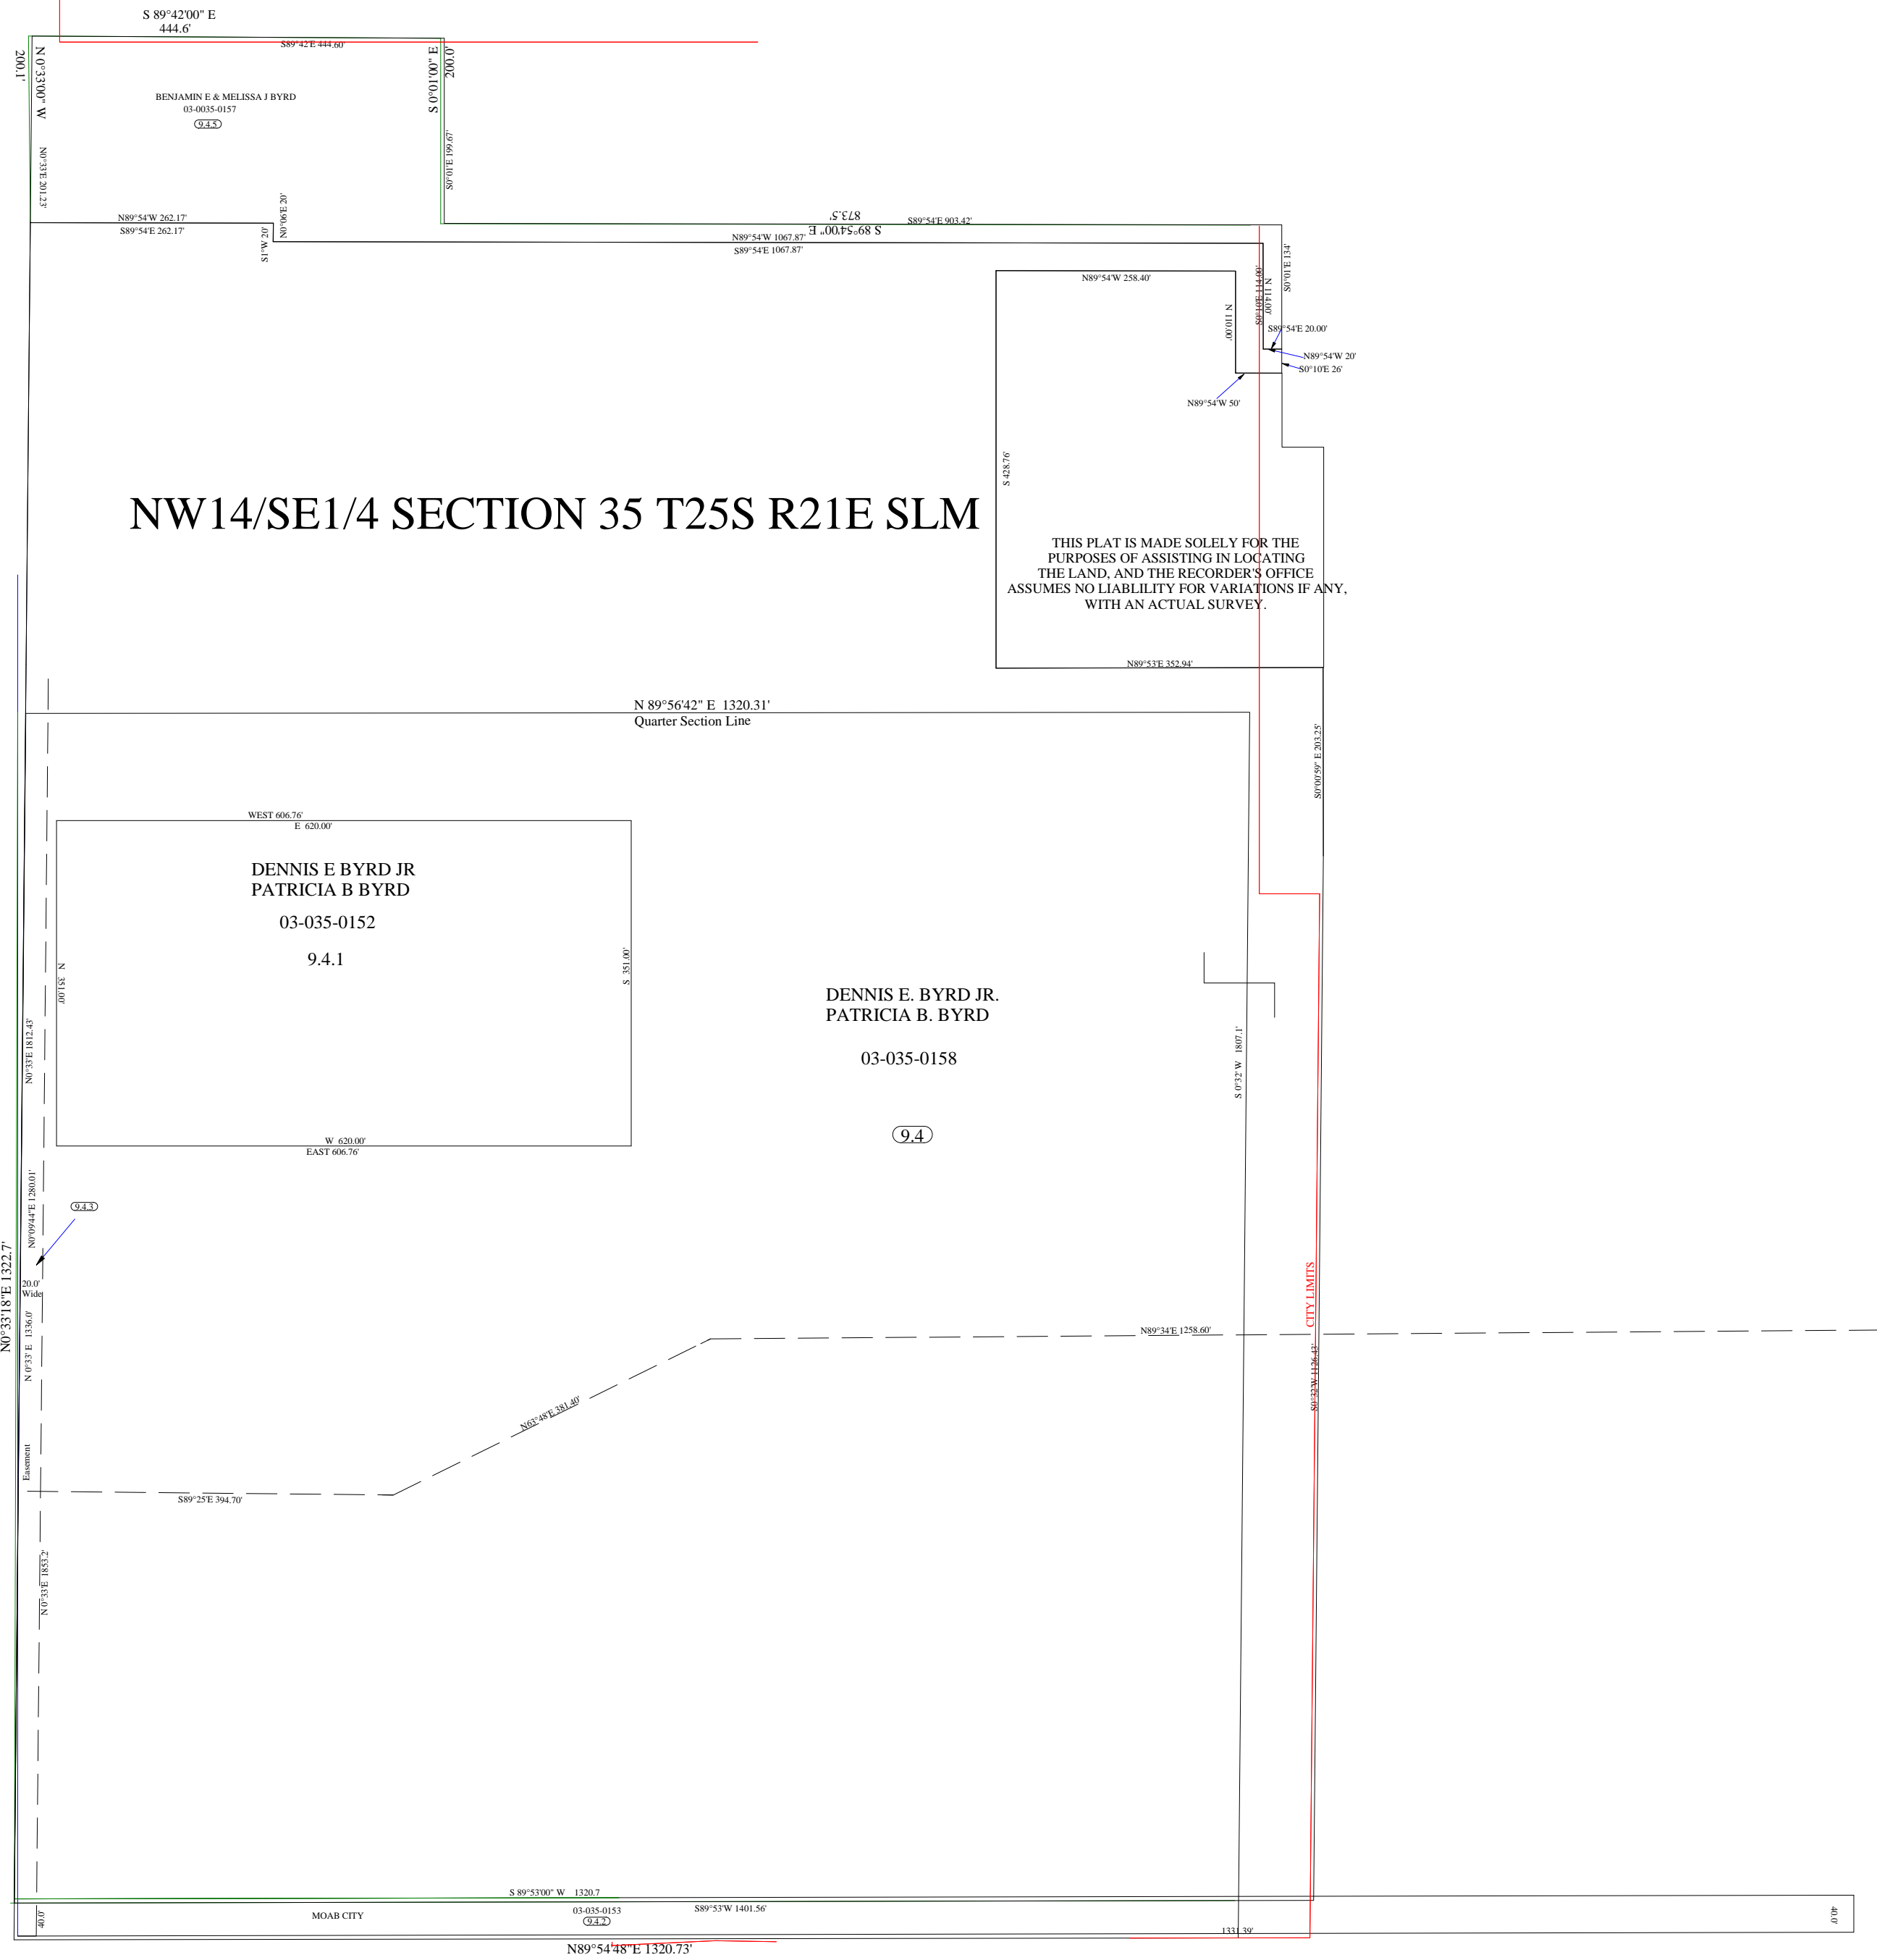 S 89°42'00" E
444.6'
S89°42'E 444.60'
N 0°33'00" W
200.1'
S 0°01'00" E
200.0'
BENJAMIN E & MELISSA J BYRD
03-0035-0157
9.4.5
N0°33'E 201.23'
S0°01'E 199.67'
N89°54'W 262.17'
S89°54'E 262.17'
S1°W 20'
N0°06'E 20'
873.5'
S 89°54'00" E
S89°54'E 903.42'
N89°54'W 1067.87'
S89°54'E 1067.87'
S0°01'E 134'
N89°54'W 258.40'
N 110.00'
S0°10'E 114.00'
N 114.00'
S89°54'E 20.00'
N89°54'W 20'
S0°10'E 26'
N89°54'W 50'
S 428.76'
NW14/SE1/4 SECTION 35 T25S R21E SLM
THIS PLAT IS MADE SOLELY FOR THE
PURPOSES OF ASSISTING IN LOCATING
THE LAND, AND THE RECORDER'S OFFICE
ASSUMES NO LIABLILITY FOR VARIATIONS IF ANY,
WITH AN ACTUAL SURVEY.
N89°53'E 352.94'
N 89°56'42" E 1320.31'
Quarter Section Line
S0°00'59" E 203.25'
WEST 606.76'
E 620.00'
DENNIS E BYRD JR
PATRICIA B BYRD
03-035-0152
9.4.1
N 351.00'
S 351.00'
W 620.00'
EAST 606.76'
DENNIS E. BYRD JR.
PATRICIA B. BYRD
03-035-0158
9.4
N0°33'E 1812.43'
S 0°32' W 1807.1'
N0°09'44"E 1280.01'
9.4.3
N0°33'18"E 1322.7'
20.0'
Wide
N 0°33' E 1336.0'
CITY LIMITS
N89°34'E 1258.60'
S0°32'W 1126.43'
N63°48'E 381.40'
Easement
S89°25'E 394.70'
N 0°33'E 1853.2'
S 89°53'00" W 1320.7
40.0'
MOAB CITY
03-035-0153
9.4.2
S89°53'W 1401.56'
40.0'
1331.39'
N89°54'48"E 1320.73'